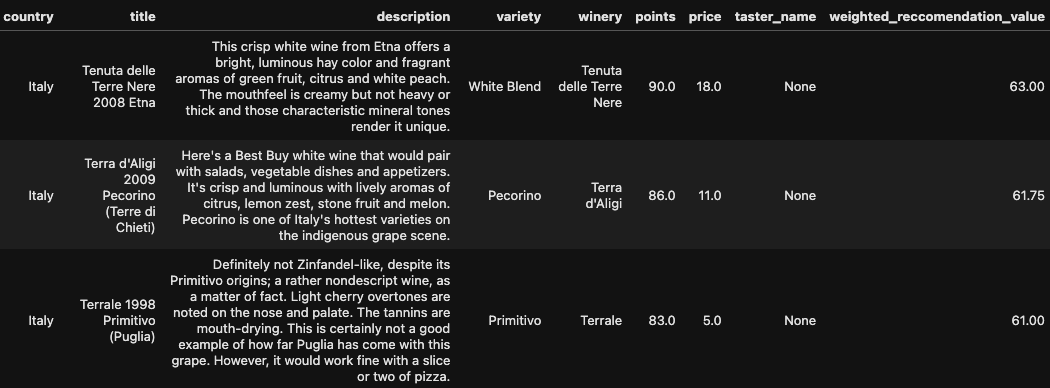 country title description variety winery points price taster_name weighted_reccomendation_value
This crisp white wine from Etna offers a
bright, luminous hay color and fragrant
Tenuta delle aromas of green fruit, citrus and white peach. Tenuta
Italy Terre Nere The mouthfeel is creamy but not heavy or White Blend delle Terre 90.0 18.0 None 63.00
2008 Etna thick and those characteristic mineral tones Nere
render it unique.
Terra d'Aligi Here's a Best Buy white wine that would pair
2009 with salads, vegetable dishes and appetizers.
Italy Pecorino It's crisp and luminous with lively aromas of Pecorino Terra 86.0 11.0 None 61.75
(Terre di citrus, lemon zest, stone fruit and melon. d'Aligi
Chieti) Pecorino is one of Italy's hottest varieties on
the indigenous grape scene.
Definitely not Zinfandel-like, despite its
Primitivo origins; a rather nondescript wine, as
a matter of fact. Light cherry overtones are
Terrale 1998 noted on the nose and palate. The tannins are
Italy Primitivo mouth-drying. This is certainly not a good Primitivo Terrale 83.0 5.0 None 61.00
(Puglia) example of how far Puglia has come with this
grape. However, it would work fine with a slice
or two of pizza.